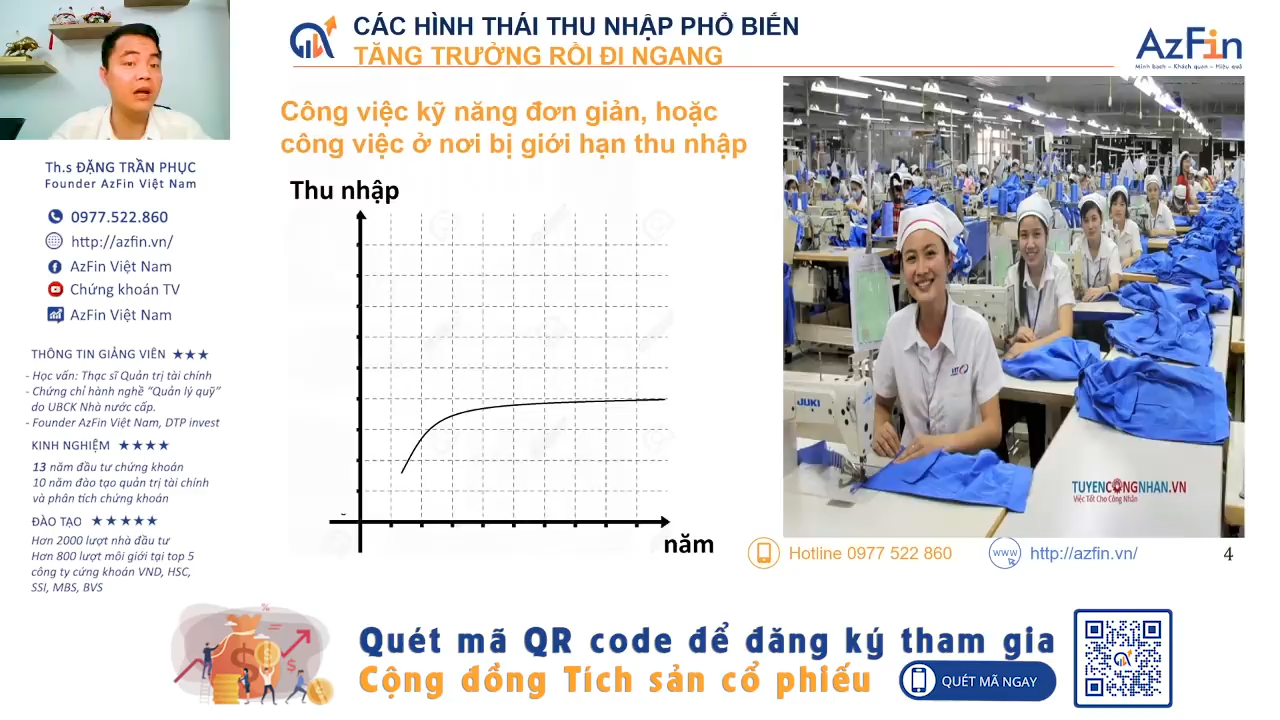 CÁC HÌNH THÁI THU NHẬP PHỔ BIẾN
TĂNG TRƯỞNG RỒI ĐI NGANG
AzFin
Minh bạch – Khách quan – Hiệu quả
Công việc kỹ năng đơn giản, hoặc
công việc ở nơi bị giới hạn thu nhập
Thu nhập
năm
Th.s ĐẶNG TRẦN PHỤC
Founder AzFin Việt Nam
0977.522.860
http://azfin.vn/
AzFin Việt Nam
Chứng khoán TV
AzFin Việt Nam
THÔNG TIN GIẢNG VIÊN ★★★
- Học vấn: Thạc sĩ Quản trị tài chính
- Chứng chỉ hành nghề "Quản lý quỹ"
do UBCK Nhà nước cấp.
- Founder AzFin Việt Nam, DTP invest
KINH NGHIỆM ★★★★
13 năm đầu tư chứng khoán
10 năm đào tạo quản trị tài chính
và phân tích chứng khoán
ĐÀO TẠO ★★★★★
Hơn 2000 lượt nhà đầu tư
Hơn 800 lượt môi giới tại top 5
công ty cứng khoán VND, HSC,
SSI, MBS, BVS
JUKI
TUYENCONGNHAN.VN
Việc Tốt Cho Công Nhân
Hotline 0977 522 860
www
http://azfin.vn/
4
Quét mã QR code để đăng ký tham gia
Cộng đồng Tích sản cổ phiếu
QUÉT MÃ NGAY